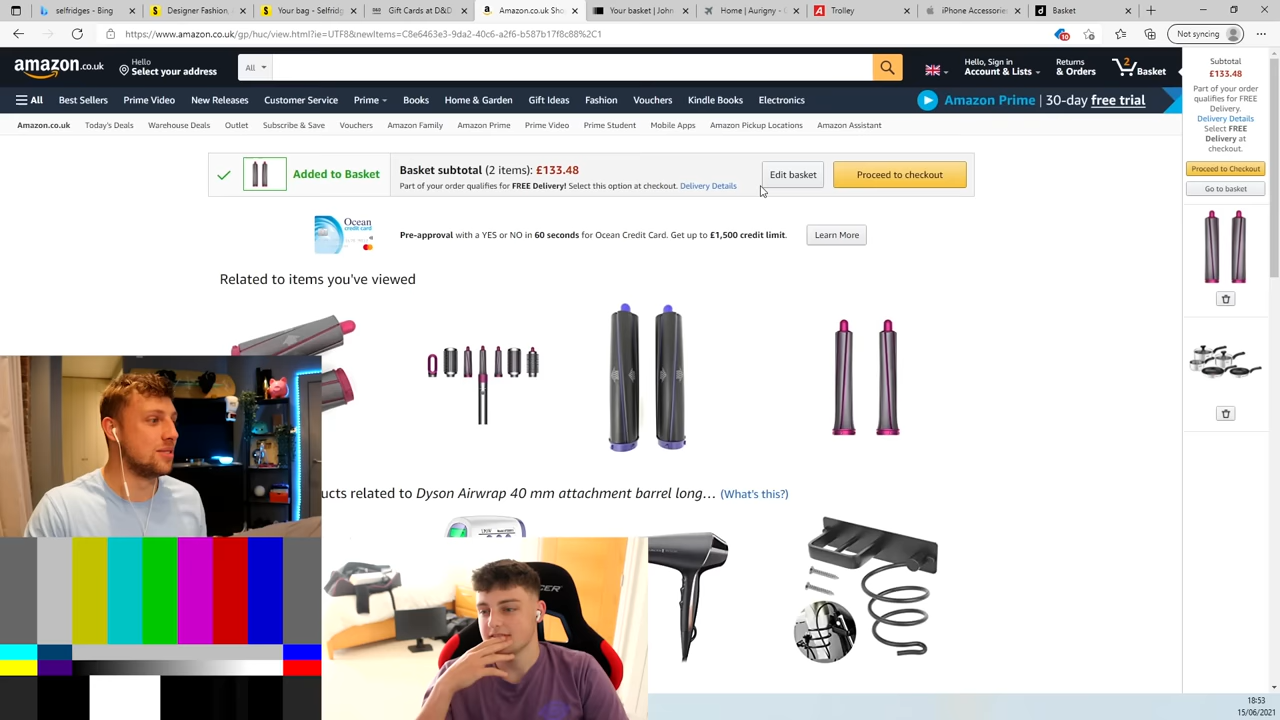 selfridges - Bing
Designer Fashion,
Your bag - Selfridg
Gift Cards at D&D
Amazon.co.uk Sho
Your basket | John
Home | Aurigny -
Trolley
iPhone Accessorie
Basket
https://www.amazon.co.uk/gp/huc/view.html?ie=UTF8&newItems=C8e6463e3-9da2-40c6-a2f6-b587b17f8c88%2C1
10
Not syncing
amazon.co.uk
Hello
Select your address
All
Hello, Sign in
Account & Lists
Returns
& Orders
2
Basket
All
Best Sellers
Prime Video
New Releases
Customer Service
Prime
Books
Home & Garden
Gift Ideas
Fashion
Vouchers
Kindle Books
Electronics
Amazon Prime | 30-day free trial
Amazon.co.uk
Today's Deals
Warehouse Deals
Outlet
Subscribe & Save
Vouchers
Amazon Family
Amazon Prime
Prime Video
Prime Student
Mobile Apps
Amazon Pickup Locations
Amazon Assistant
Added to Basket
Basket subtotal (2 items): £133.48
Part of your order qualifies for FREE Delivery! Select this option at checkout. Delivery Details
Edit basket
Proceed to checkout
Ocean
credit card
Pre-approval with a YES or NO in 60 seconds for Ocean Credit Card. Get up to £1,500 credit limit.
Learn More
Related to items you've viewed
ucts related to Dyson Airwrap 40 mm attachment barrel long… (What's this?)
Subtotal
£133.48
Part of your order
qualifies for FREE
Delivery.
Delivery Details
Select FREE
Delivery at
checkout.
Proceed to Checkout
Go to basket
18:53
15/06/2021